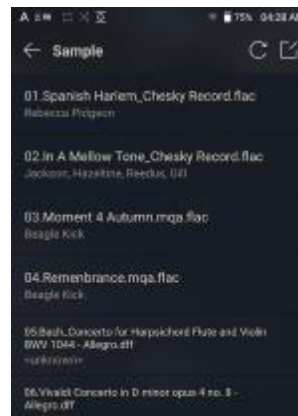 75% 04:28 AM
Sample
01.Spanish Harlem_Chesky Record.flac
Rebecca Pidgeon
02.In A Mellow Tone_Chesky Record.flac
Jackson, Hazeltine, Reedus, Gill
03.Moment 4 Autumn.mqa.flac
Beagle Kick
04.Remenbrance.mqa.flac
Beagle Kick
05.Bach_Concerto for Harpsichord Flute and Violin
BWV 1044 - Allegro.dff
<unknown>
06.Vivaldi Concerto in D minor opus 4 no. 8 -
Allegro.dff